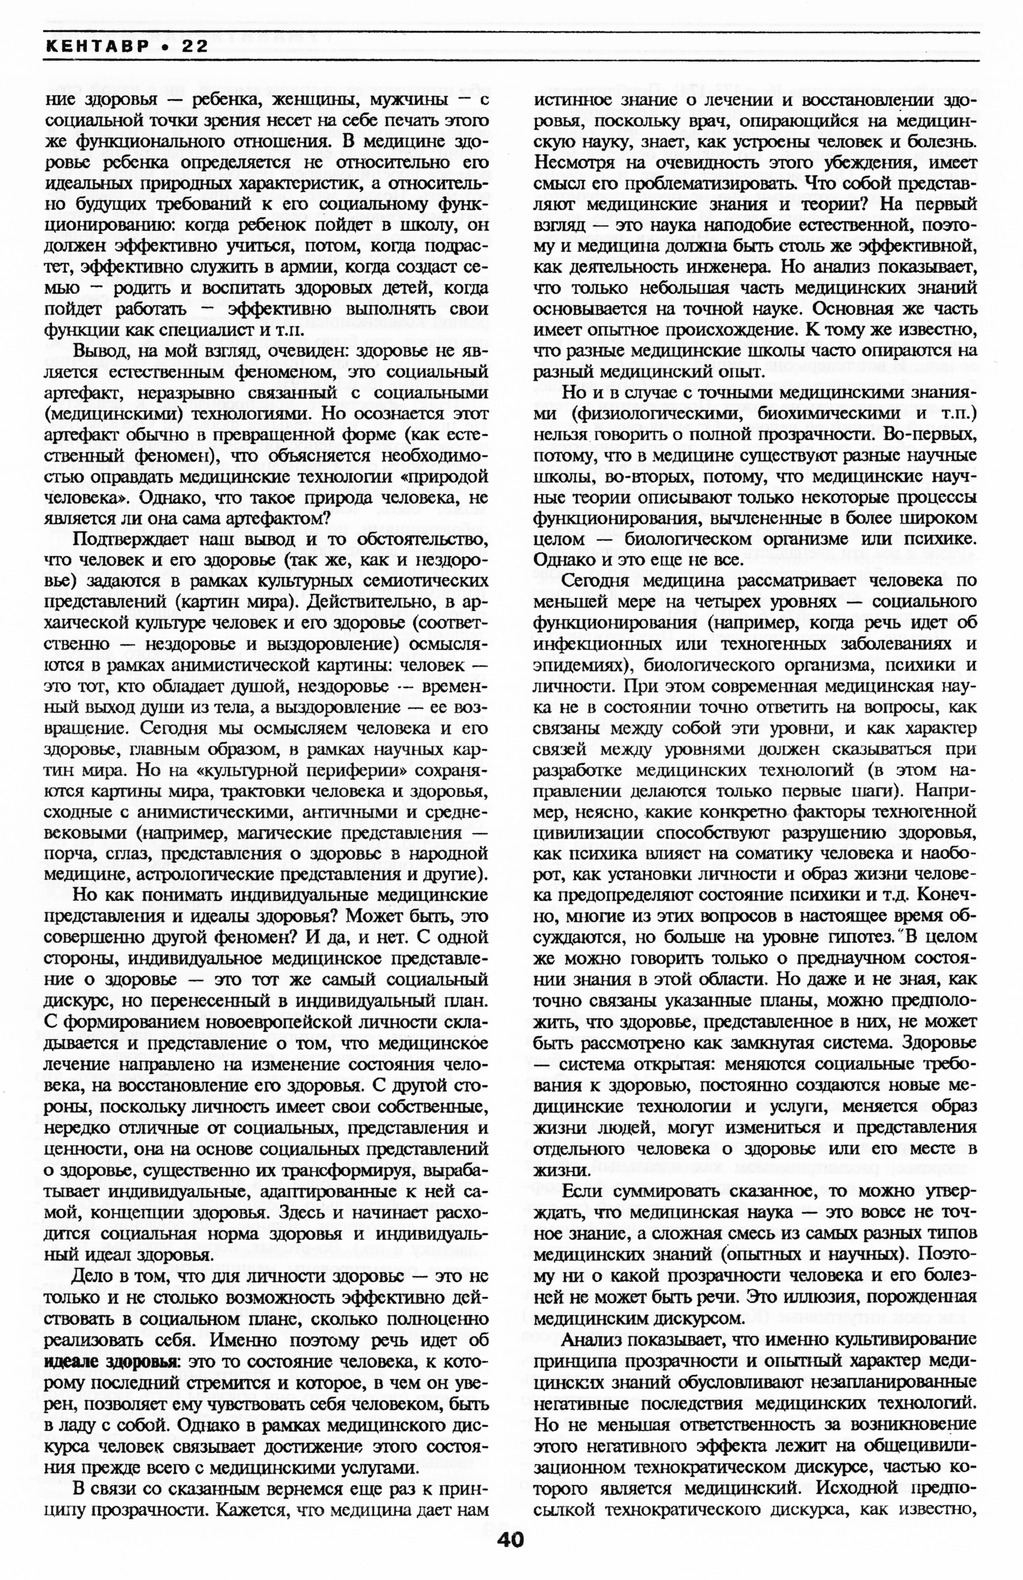 КЕНТАВР • 22
ние здоровья — ребенка, женщины, мужчины — с
социальной точки зрения несет на себе печать этого
же функционального отношения. В медицине здо-
ровье ребенка определяется не относительно его
идеальных природных характеристик, а относитель-
но будущих требований к его социальному функ-
ционированию: когда ребенок пойдет в школу, он
должен эффективно учиться, потом, когда подрас-
тет, эффективно служить в армии, когда создаст се-
мью — родить и воспитать здоровых детей, когда
пойдет работать — эффективно выполнять свои
функции как специалист и т.п.
Вывод, на мой взгляд, очевиден: здоровье не яв-
ляется естественным феноменом, это социальный
артефакт, неразрывно связанный с социальными
(медицинскими) технологиями. Но осознается этот
артефакт обычно в превращенной форме (как есте-
ственный феномен), что объясняется необходимо-
стью оправдать медицинские технологии «природой
человека». Однако, что такое природа человека, не
является ли она сама артефактом?
Подтверждает наш вывод и то обстоятельство,
что человек и его здоровье (так же, как и нездоро-
вье) задаются в рамках культурных семиотических
представлений (картин мира). Действительно, в ар-
хаической культуре человек и его здоровье (соответ-
ственно — нездоровье и выздоровление) осмысля-
ются в рамках анимистической картины: человек —
это тот, кто обладает душой, нездоровье — времен-
ный выход души из тела, а выздоровление — ее воз-
вращение. Сегодня мы осмысляем человека и его
здоровье, главным образом, в рамках научных кар-
тин мира. Но на «культурной периферии» сохраня-
ются картины мира, трактовки человека и здоровья,
сходные с анимистическими, античными и средне-
вековыми (например, магические представления —
порча, сглаз, представления о здоровье в народной
медицине, астрологические представления и другие).
Но как понимать индивидуальные медицинские
представления и идеалы здоровья? Может быть, это
совершенно другой феномен? И да, и нет. С одной
стороны, индивидуальное медицинское представле-
ние о здоровье — это тот же самый социальный
дискурс, но перенесенный в индивидуальный план.
С формированием новоевропейской личности скла-
дывается и представление о том, что медицинское
лечение направлено на изменение состояния чело-
века, на восстановление его здоровья. С другой сто-
роны, поскольку личность имеет свои собственные,
нередко отличные от социальных, представления и
ценности, она на основе социальных представлений
о здоровье, существенно их трансформируя, выраба-
тывает индивидуальные, адаптированные к ней са-
мой, концепции здоровья. Здесь и начинает расхо-
дится социальная норма здоровья и индивидуаль-
ный идеал здоровья.
Дело в том, что для личности здоровье — это не
только и не столько возможность эффективно дей-
ствовать в социальном плане, сколько полноценно
реализовать себя. Именно поэтому речь идет об
идеале здоровья: это то состояние человека, к кото-
рому последний стремится и которое, в чем он уве-
рен, позволяет ему чувствовать себя человеком, быть
в ладу с собой. Однако в рамках медицинского дис-
курса человек связывает достижение этого состоя-
ния прежде всего с медицинскими услугами.
В связи со сказанным вернемся еще раз к прин-
ципу прозрачности. Кажется, что медицина дает нам
истинное знание о лечении и восстановлении здо-
ровья, поскольку врач, опирающийся на медицин-
скую науку, знает, как устроены человек и болезнь.
Несмотря на очевидность этого убеждения, имеет
смысл его проблематизировать. Что собой представ-
ляют медицинские знания и теории? На первый
взгляд — это наука наподобие естественной, поэто-
му и медицина должна быть столь же эффективной,
как деятельность инженера. Но анализ показывает,
что только небольшая часть медицинских знаний
основывается на точной науке. Основная же часть
имеет опытное происхождение. К тому же известно,
что разные медицинские школы часто опираются на
разный медицинский опыт.
Но и в случае с точными медицинскими знания-
ми (физиологическими, биохимическими и т.п.)
нельзя говорить о полной прозрачности. Во-первых,
потому, что в медицине существуют разные научные
школы, во-вторых, потому, что медицинские науч-
ные теории описывают только некоторые процессы
функционирования, вычлененные в более широком
целом — биологическом организме или психике.
Однако и это еще не все.
Сегодня медицина рассматривает человека по
меньшей мере на четырех уровнях — социального
функционирования (например, когда речь идет об
инфекционных или техногенных заболеваниях и
эпидемиях), биологического организма, психики и
личности. При этом современная медицинская нау-
ка не в состоянии точно ответить на вопросы, как
связаны между собой эти уровни, и как характер
связей между уровнями должен сказываться при
разработке медицинских технологий (в этом на-
правлении делаются только первые шаги). Напри-
мер, неясно, какие конкретно факторы техногенной
цивилизации способствуют разрушению здоровья,
как психика влияет на соматику человека и наобо-
рот, как установки личности и образ жизни челове-
ка предопределяют состояние психики и т.д. Конеч-
но, многие из этих вопросов в настоящее время об-
суждаются, но больше на уровне гипотез. В целом
же можно говорить только о преднаучном состоя-
нии знания в этой области. Но даже и не зная, как
точно связаны указанные планы, можно предполо-
жить, что здоровье, представленное в них, не может
быть рассмотрено как замкнутая система. Здоровье
— система открытая: меняются социальные требо-
вания к здоровью, постоянно создаются новые ме-
дицинские технологии и услуги, меняется образ
жизни людей, могут измениться и представления
отдельного человека о здоровье или его месте в
жизни.
Если суммировать сказанное, то можно утвер-
ждать, что медицинская наука — это вовсе не точ-
ное знание, а сложная смесь из самых разных типов
медицинских знаний (опытных и научных). Поэто-
му ни о какой прозрачности человека и его болез-
ней не может быть речи. Это иллюзия, порожденная
медицинским дискурсом.
Анализ показывает, что именно культивирование
принципа прозрачности и опытный характер меди-
цинских знаний обусловливают незапланированные
негативные последствия медицинских технологий.
Но не меньшая ответственность за возникновение
этого негативного эффекта лежит на общецивили-
зационном технократическом дискурсе, частью ко-
торого является медицинский. Исходной предпо-
сылкой технократического дискурса, как известно,
40